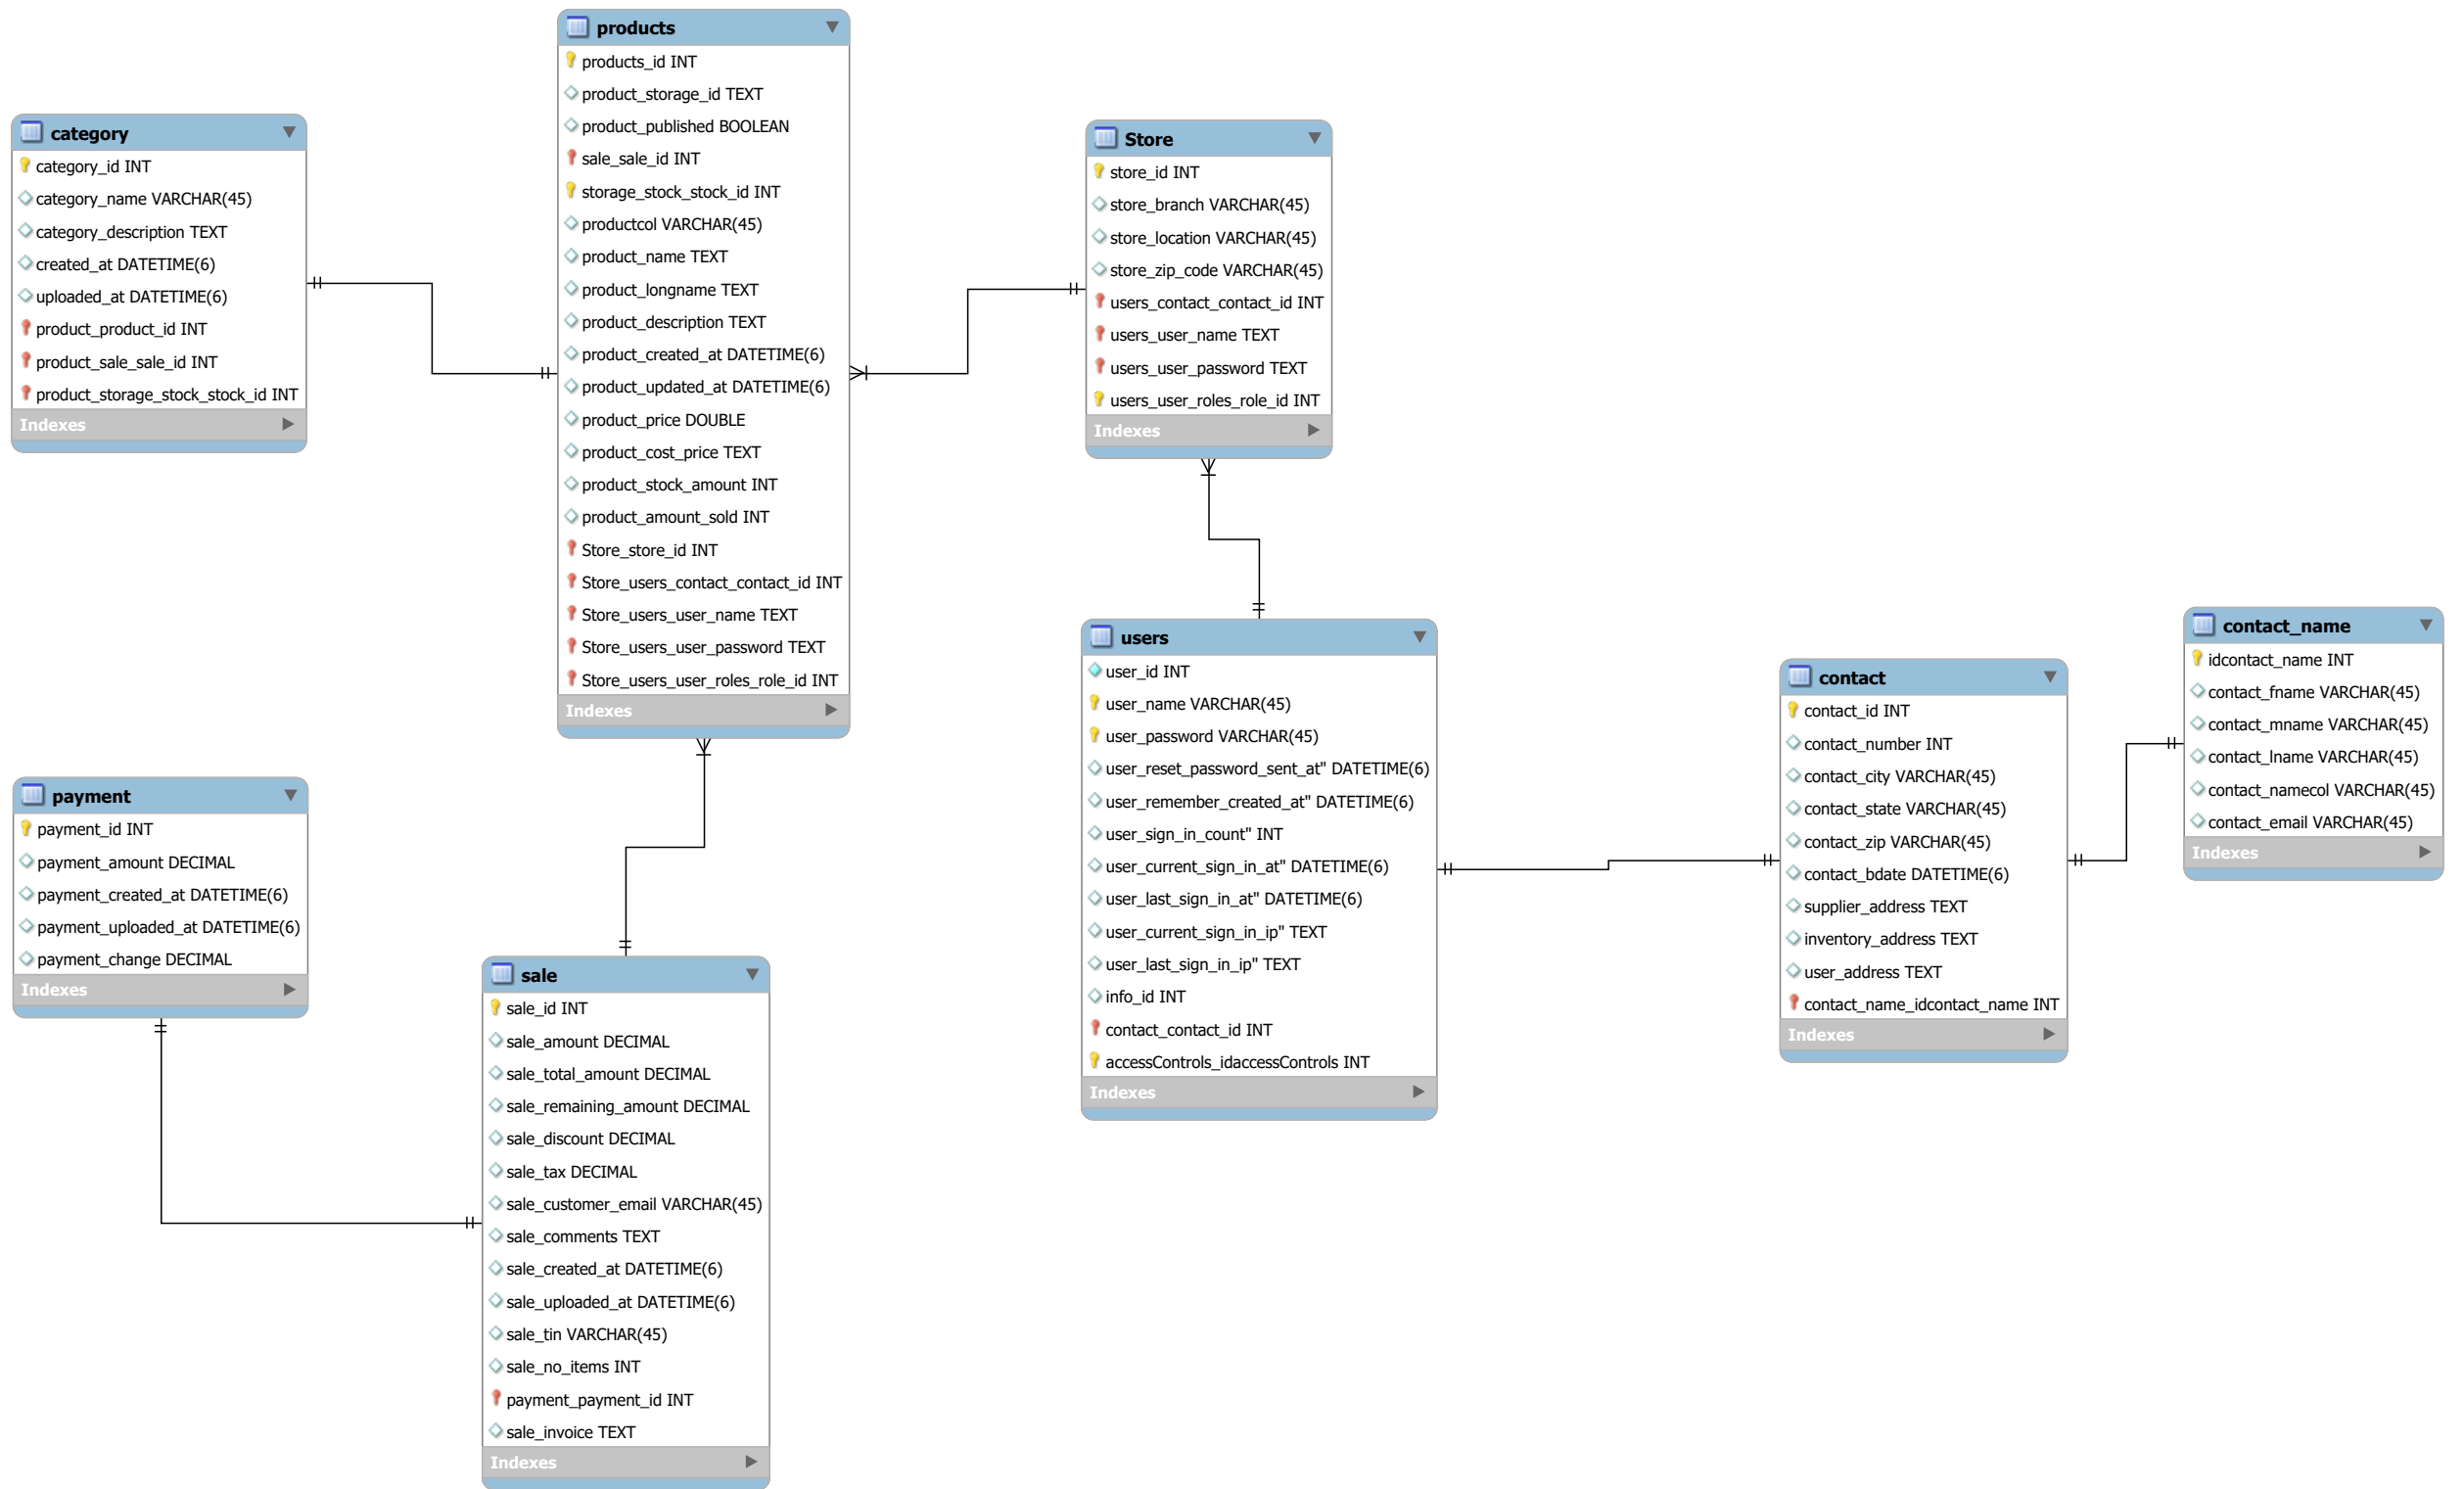 products
products_id INT
product_storage_id TEXT
product_published BOOLEAN
sale_sale_id INT
storage_stock_stock_id INT
productcol VARCHAR(45)
product_name TEXT
product_longname TEXT
product_description TEXT
product_created_at DATETIME(6)
product_updated_at DATETIME(6)
product_price DOUBLE
product_cost_price TEXT
product_stock_amount INT
product_amount_sold INT
Store_store_id INT
Store_users_contact_contact_id INT
Store_users_user_name TEXT
Store_users_user_password TEXT
Store_users_user_roles_role_id INT
Indexes
category
category_id INT
category_name VARCHAR(45)
category_description TEXT
created_at DATETIME(6)
uploaded_at DATETIME(6)
product_product_id INT
product_sale_sale_id INT
product_storage_stock_stock_id INT
Indexes
Store
store_id INT
store_branch VARCHAR(45)
store_location VARCHAR(45)
store_zip_code VARCHAR(45)
users_contact_contact_id INT
users_user_name TEXT
users_user_password TEXT
users_user_roles_role_id INT
Indexes
users
user_id INT
user_name VARCHAR(45)
user_password VARCHAR(45)
user_reset_password_sent_at" DATETIME(6)
user_remember_created_at" DATETIME(6)
user_sign_in_count" INT
user_current_sign_in_at" DATETIME(6)
user_last_sign_in_at" DATETIME(6)
user_current_sign_in_ip" TEXT
user_last_sign_in_ip" TEXT
info_id INT
contact_contact_id INT
accessControls_idaccessControls INT
Indexes
contact
contact_id INT
contact_number INT
contact_city VARCHAR(45)
contact_state VARCHAR(45)
contact_zip VARCHAR(45)
contact_bdate DATETIME(6)
supplier_address TEXT
inventory_address TEXT
user_address TEXT
contact_name_idcontact_name INT
Indexes
contact_name
idcontact_name INT
contact_fname VARCHAR(45)
contact_mname VARCHAR(45)
contact_lname VARCHAR(45)
contact_namecol VARCHAR(45)
contact_email VARCHAR(45)
Indexes
payment
payment_id INT
payment_amount DECIMAL
payment_created_at DATETIME(6)
payment_uploaded_at DATETIME(6)
payment_change DECIMAL
Indexes
sale
sale_id INT
sale_amount DECIMAL
sale_total_amount DECIMAL
sale_remaining_amount DECIMAL
sale_discount DECIMAL
sale_tax DECIMAL
sale_customer_email VARCHAR(45)
sale_comments TEXT
sale_created_at DATETIME(6)
sale_uploaded_at DATETIME(6)
sale_tin VARCHAR(45)
sale_no_items INT
payment_payment_id INT
sale_invoice TEXT
Indexes